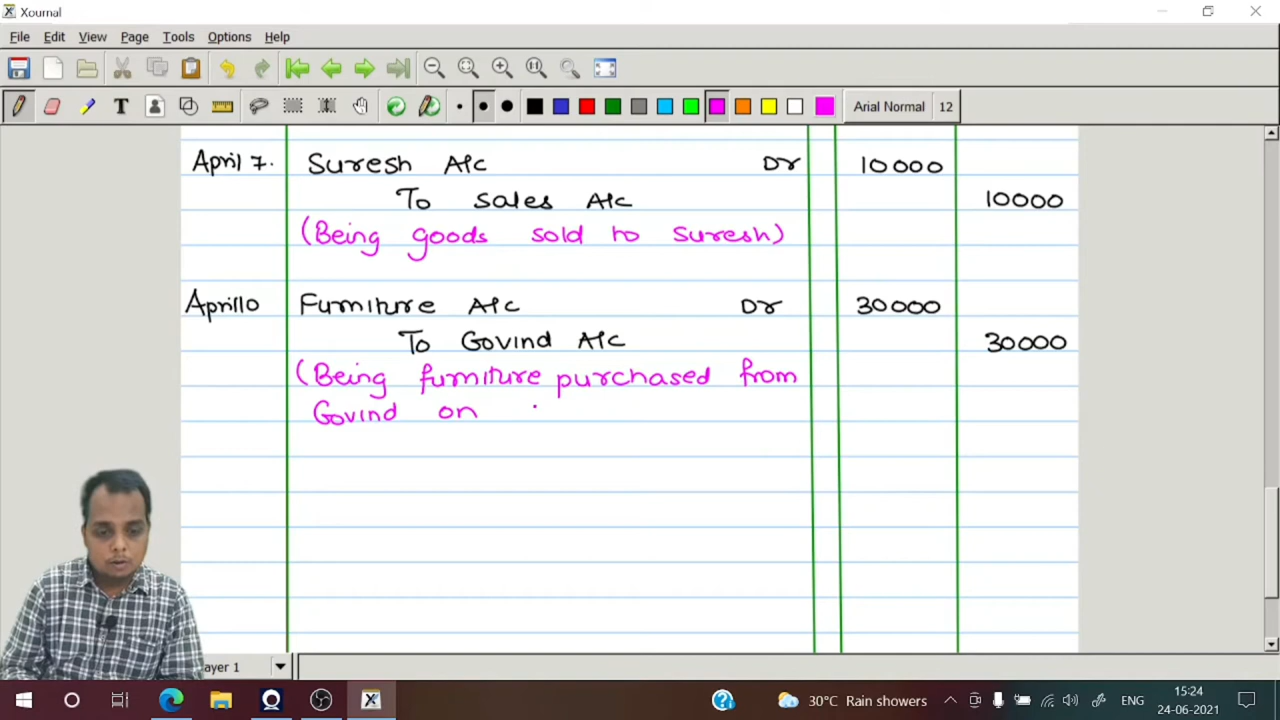 Xournal
File Edit View Page Tools Options Help
Arial Normal 12
April 7. Suresh A/c Dr 10000
To Sales A/c 10000
(Being goods sold to Suresh)
April10 Furniture A/c Dr 30000
To Govind A/c 30000
(Being furniture purchased from
Govind on
ayer 1
30°C Rain showers ENG 15:24
24-06-2021